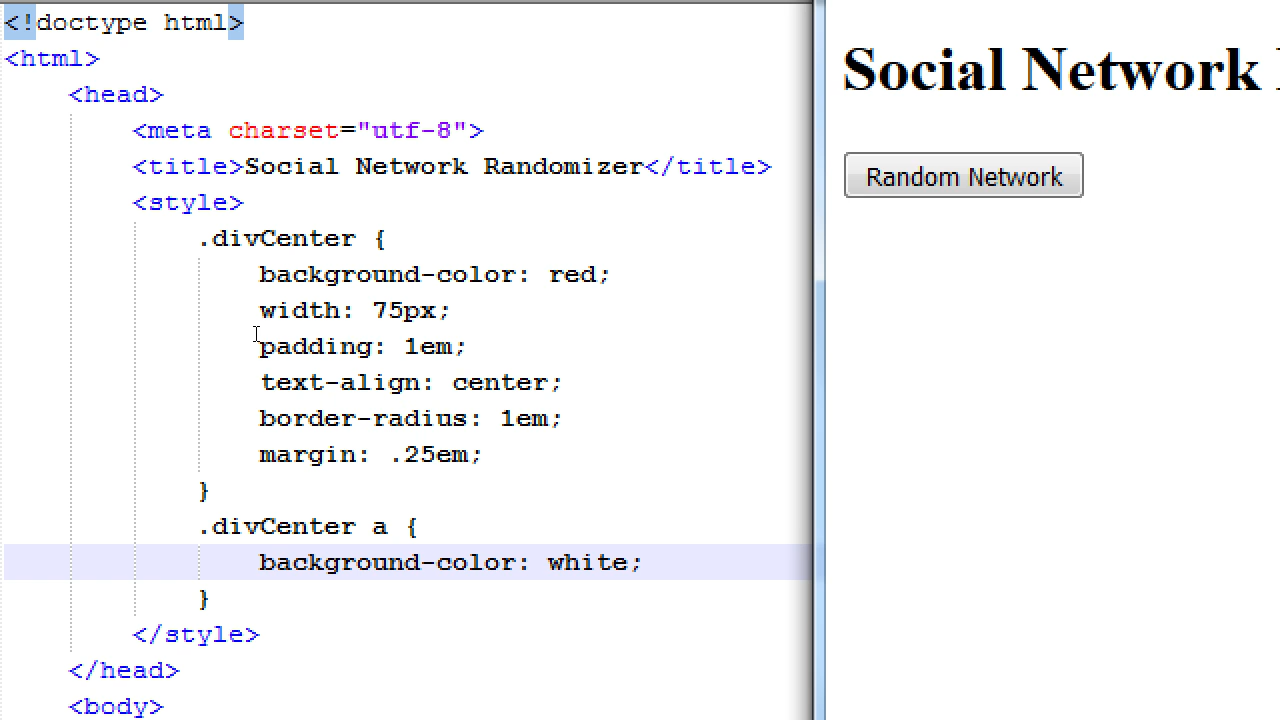 <!doctype html>
<html>
<head>
<meta charset="utf-8">
<title>Social Network Randomizer</title>
<style>
.divCenter {
background-color: red;
width: 75px;
padding: 1em;
text-align: center;
border-radius: 1em;
margin: .25em;
}
.divCenter a {
background-color: white;
}
</style>
</head>
<body>
Social Network
Random Network